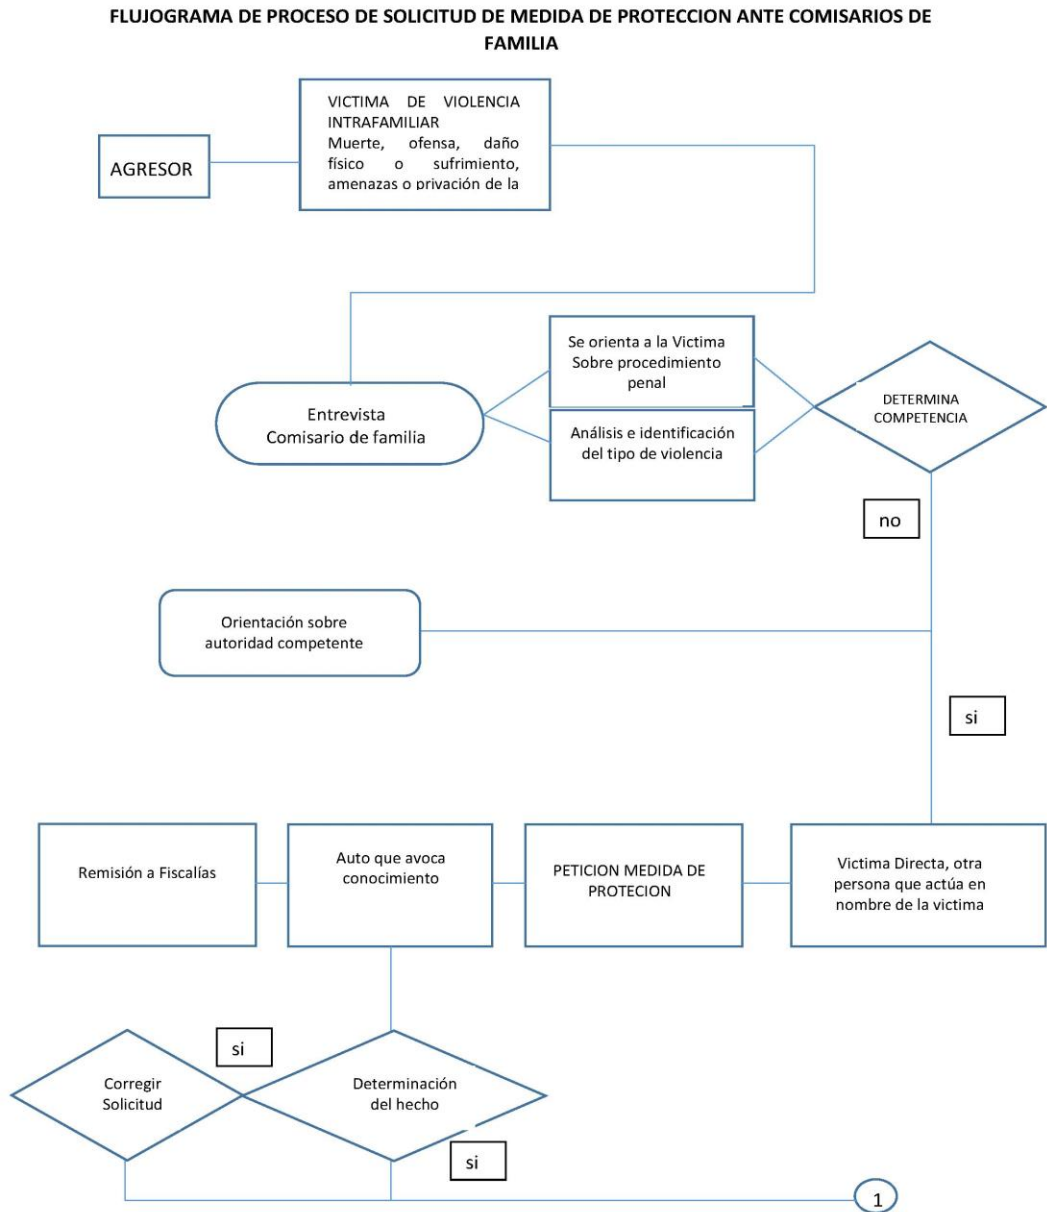 FLUJOGRAMA DE PROCESO DE SOLICITUD DE MEDIDA DE PROTECCION ANTE COMISARIOS DE
FAMILIA
AGRESOR
VICTIMA DE VIOLENCIA
INTRAFAMILIAR
Muerte, ofensa, daño
físico o sufrimiento,
amenazas o privación de la
Se orienta a la Victima
Sobre procedimiento
penal
Entrevista
Comisario de familia
Análisis e identificación
del tipo de violencia
DETERMINA
COMPETENCIA
no
Orientación sobre
autoridad competente
si
Remisión a Fiscalías
Auto que avoca
conocimiento
PETICION MEDIDA DE
PROTECION
Victima Directa, otra
persona que actúa en
nombre de la victima
si
Corregir
Solicitud
Determinación
del hecho
si
1